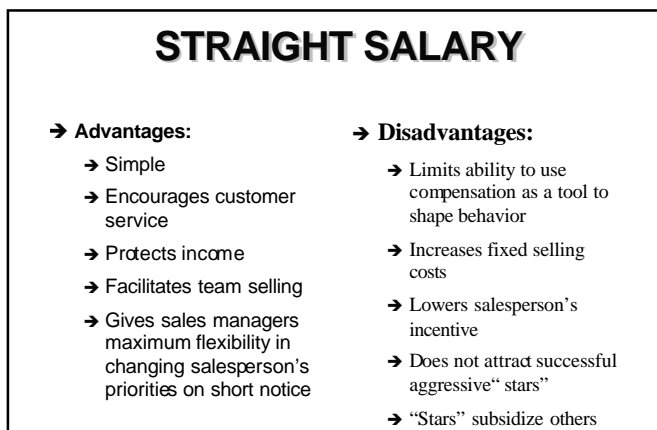 STRAIGHT SALARY
➔ Advantages:
➔ Simple
➔ Encourages customer
service
➔ Protects income
➔ Facilitates team selling
➔ Gives sales managers
maximum flexibility in
changing salesperson's
priorities on short notice
➔ Disadvantages:
➔ Limits ability to use
compensation as a tool to
shape behavior
➔ Increases fixed selling
costs
➔ Lowers salesperson's
incentive
➔ Does not attract successful
aggressive“ stars”
➔ “Stars” subsidize others